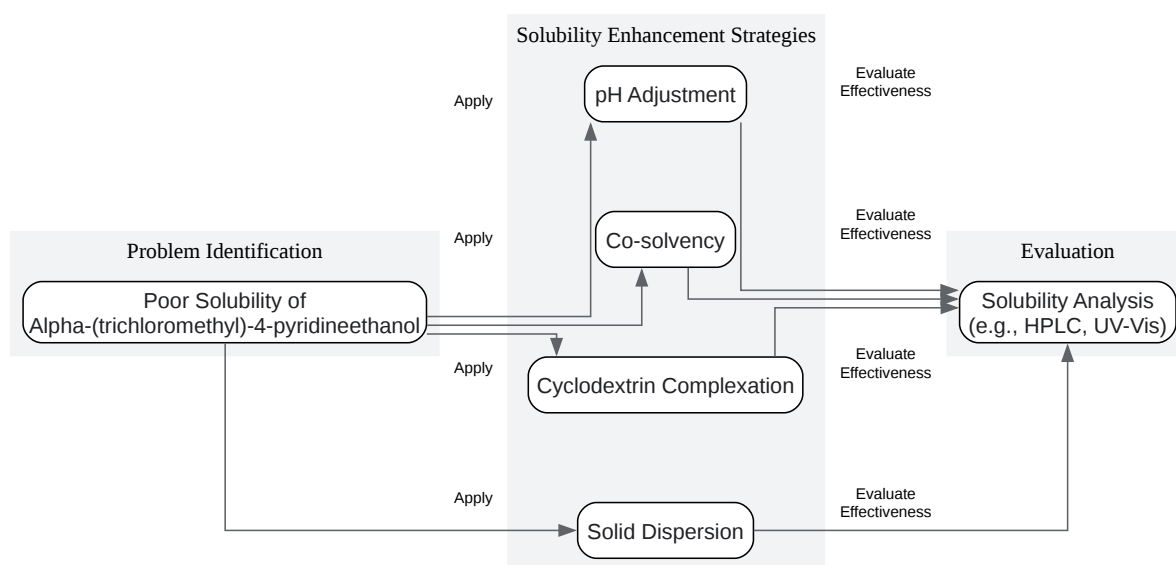 Solubility Enhancement Strategies
Apply
pH Adjustment
Evaluate
Effectiveness
Apply
Co-solvency
Evaluate
Effectiveness
Problem Identification
Poor Solubility of
Alpha-(trichloromethyl)-4-pyridineethanol
Evaluation
Solubility Analysis
(e.g., HPLC, UV-Vis)
Apply
Cyclodextrin Complexation
Evaluate
Effectiveness
Apply
Solid Dispersion
Evaluate
Effectiveness